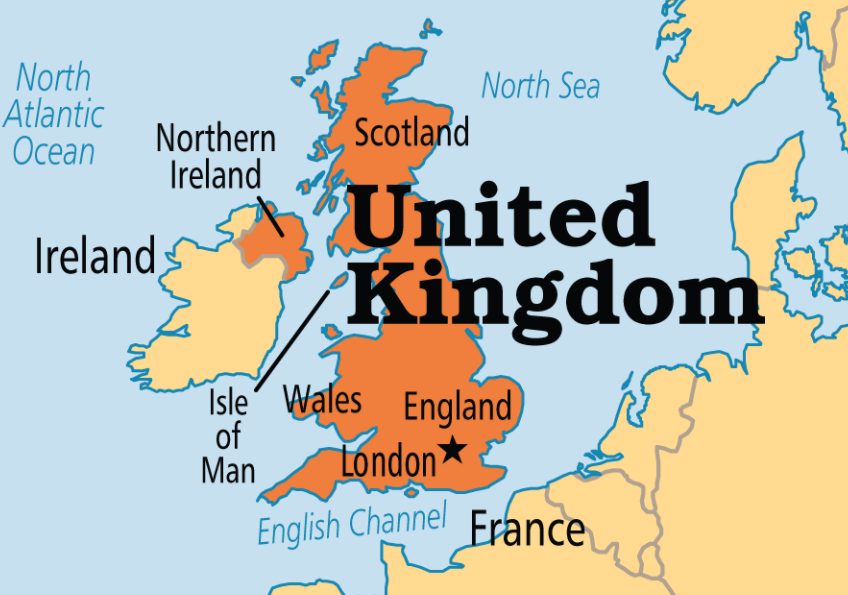 North
Atlantic
Ocean
North Sea
Northern
Ireland
Scotland
Ireland
United
Kingdom
Isle
of
Man
Wales
England
London
English Channel
France